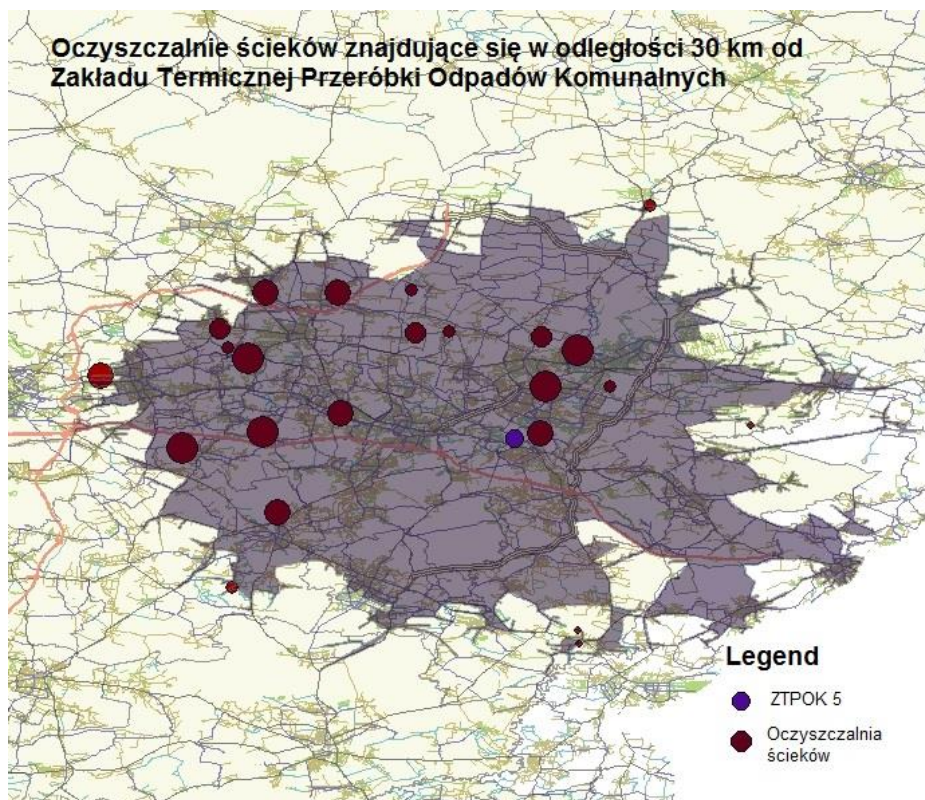 Oczyszczalnie ścieków znajdujące się w odległości 30 km od
Zakładu Termicznej Przeróbki Odpadów Komunalnych
Legend
ZTPOK 5
Oczyszczalnia
ścieków